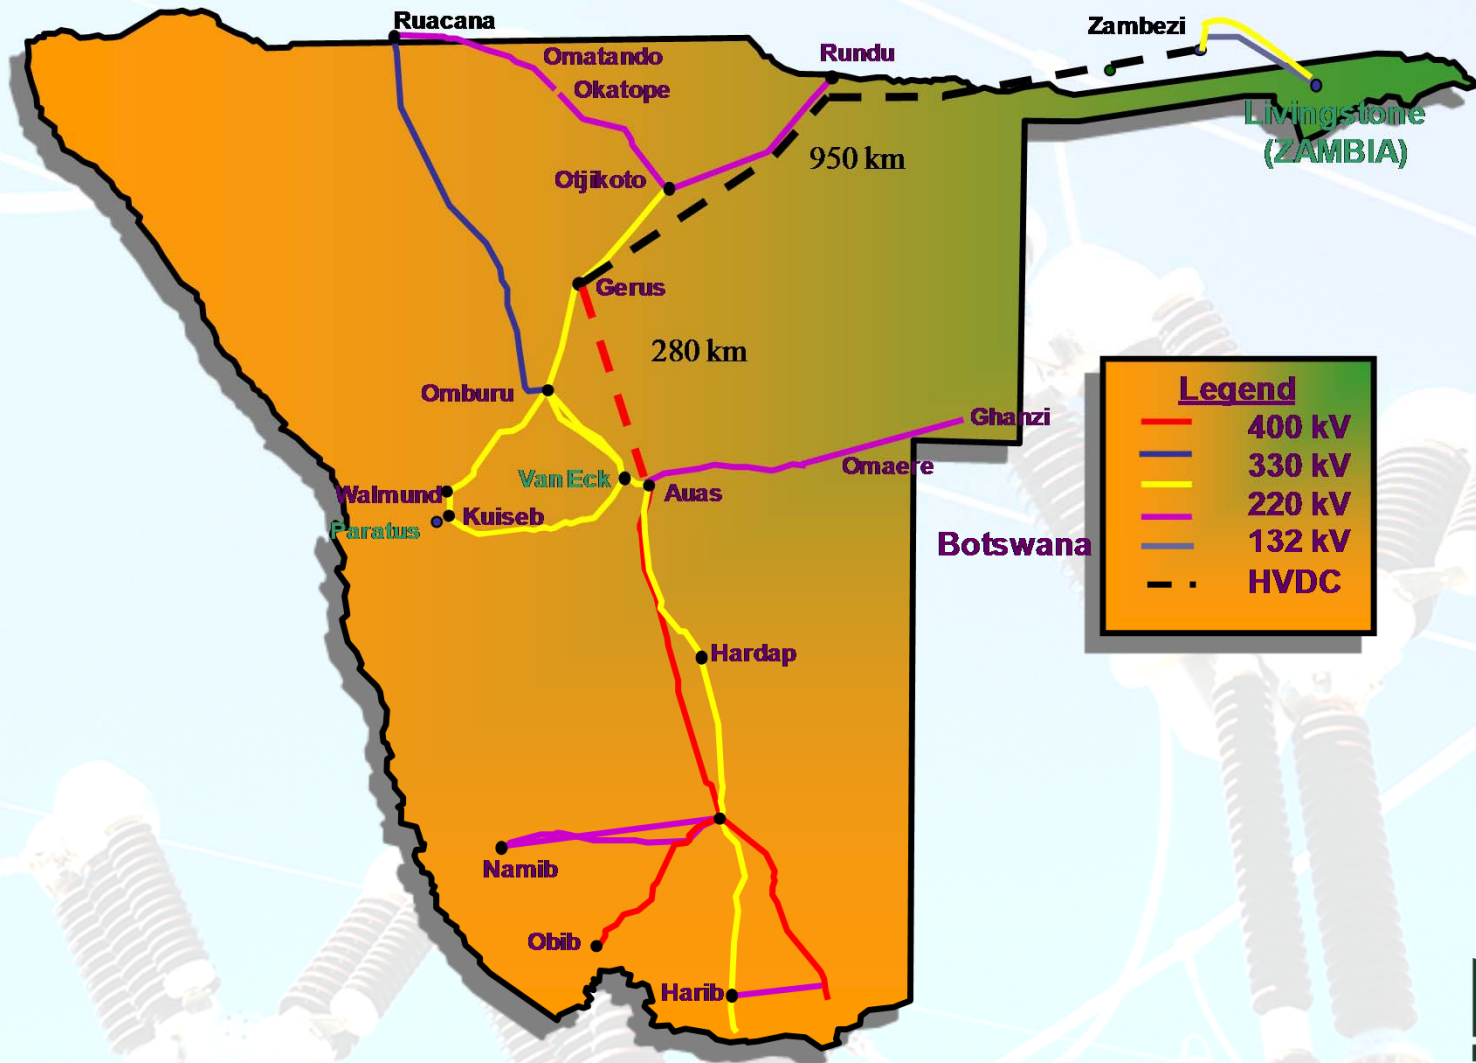 Ruacana
Zambezi
Omatando
Rundu
Okatope
Livingstone
(ZAMBIA)
950 km
Otjikoto
Gerus
280 km
Omburu
Ghanzi
Omaere
Van Eck
Auas
Walmund
Kuiseb
Paratus
Botswana
Legend
400 kV
330 kV
220 kV
132 kV
HVDC
Hardap
Namib
Obib
Harib